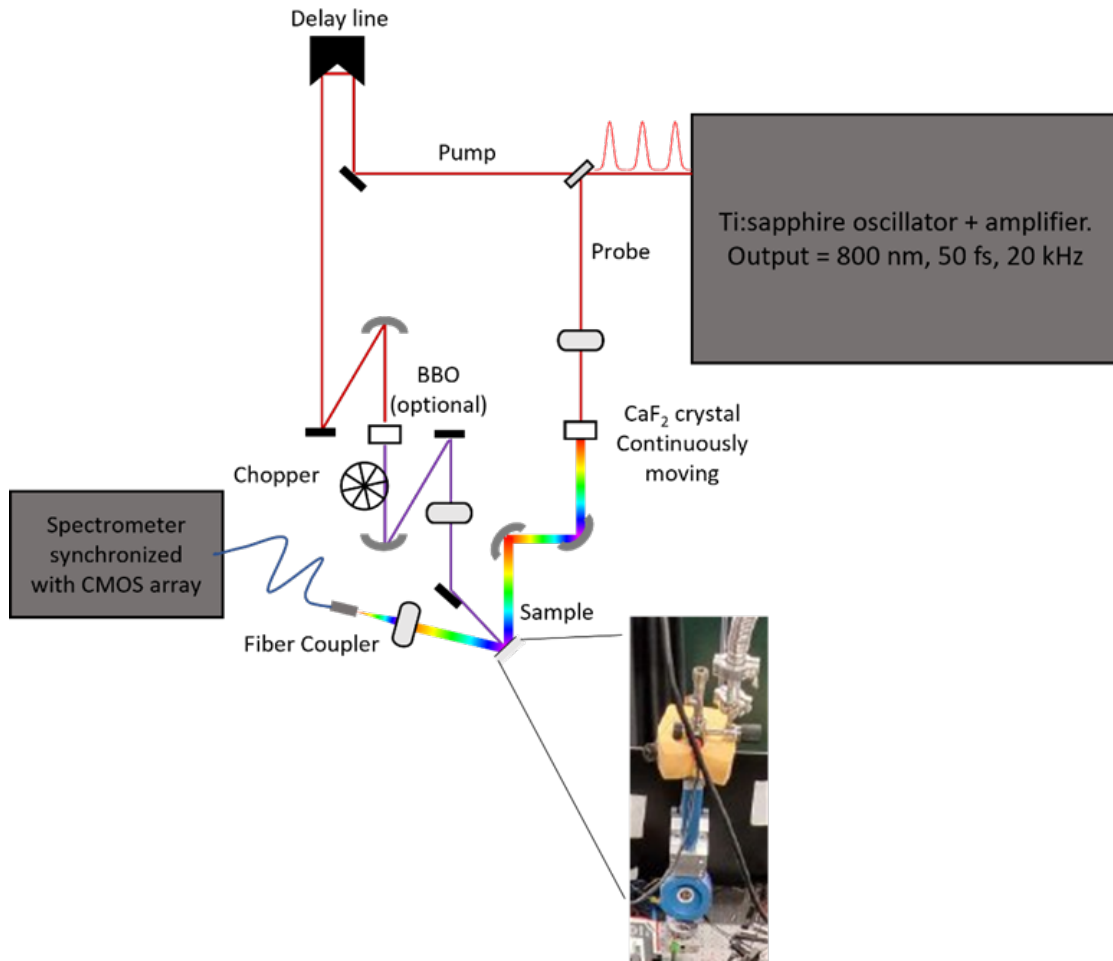 Delay line
Pump
Ti:sapphire oscillator + amplifier.
Output = 800 nm, 50 fs, 20 kHz
Probe
BBO
(optional)
CaF₂ crystal
Continuously
moving
Chopper
Spectrometer
synchronized
with CMOS array
Sample
Fiber Coupler